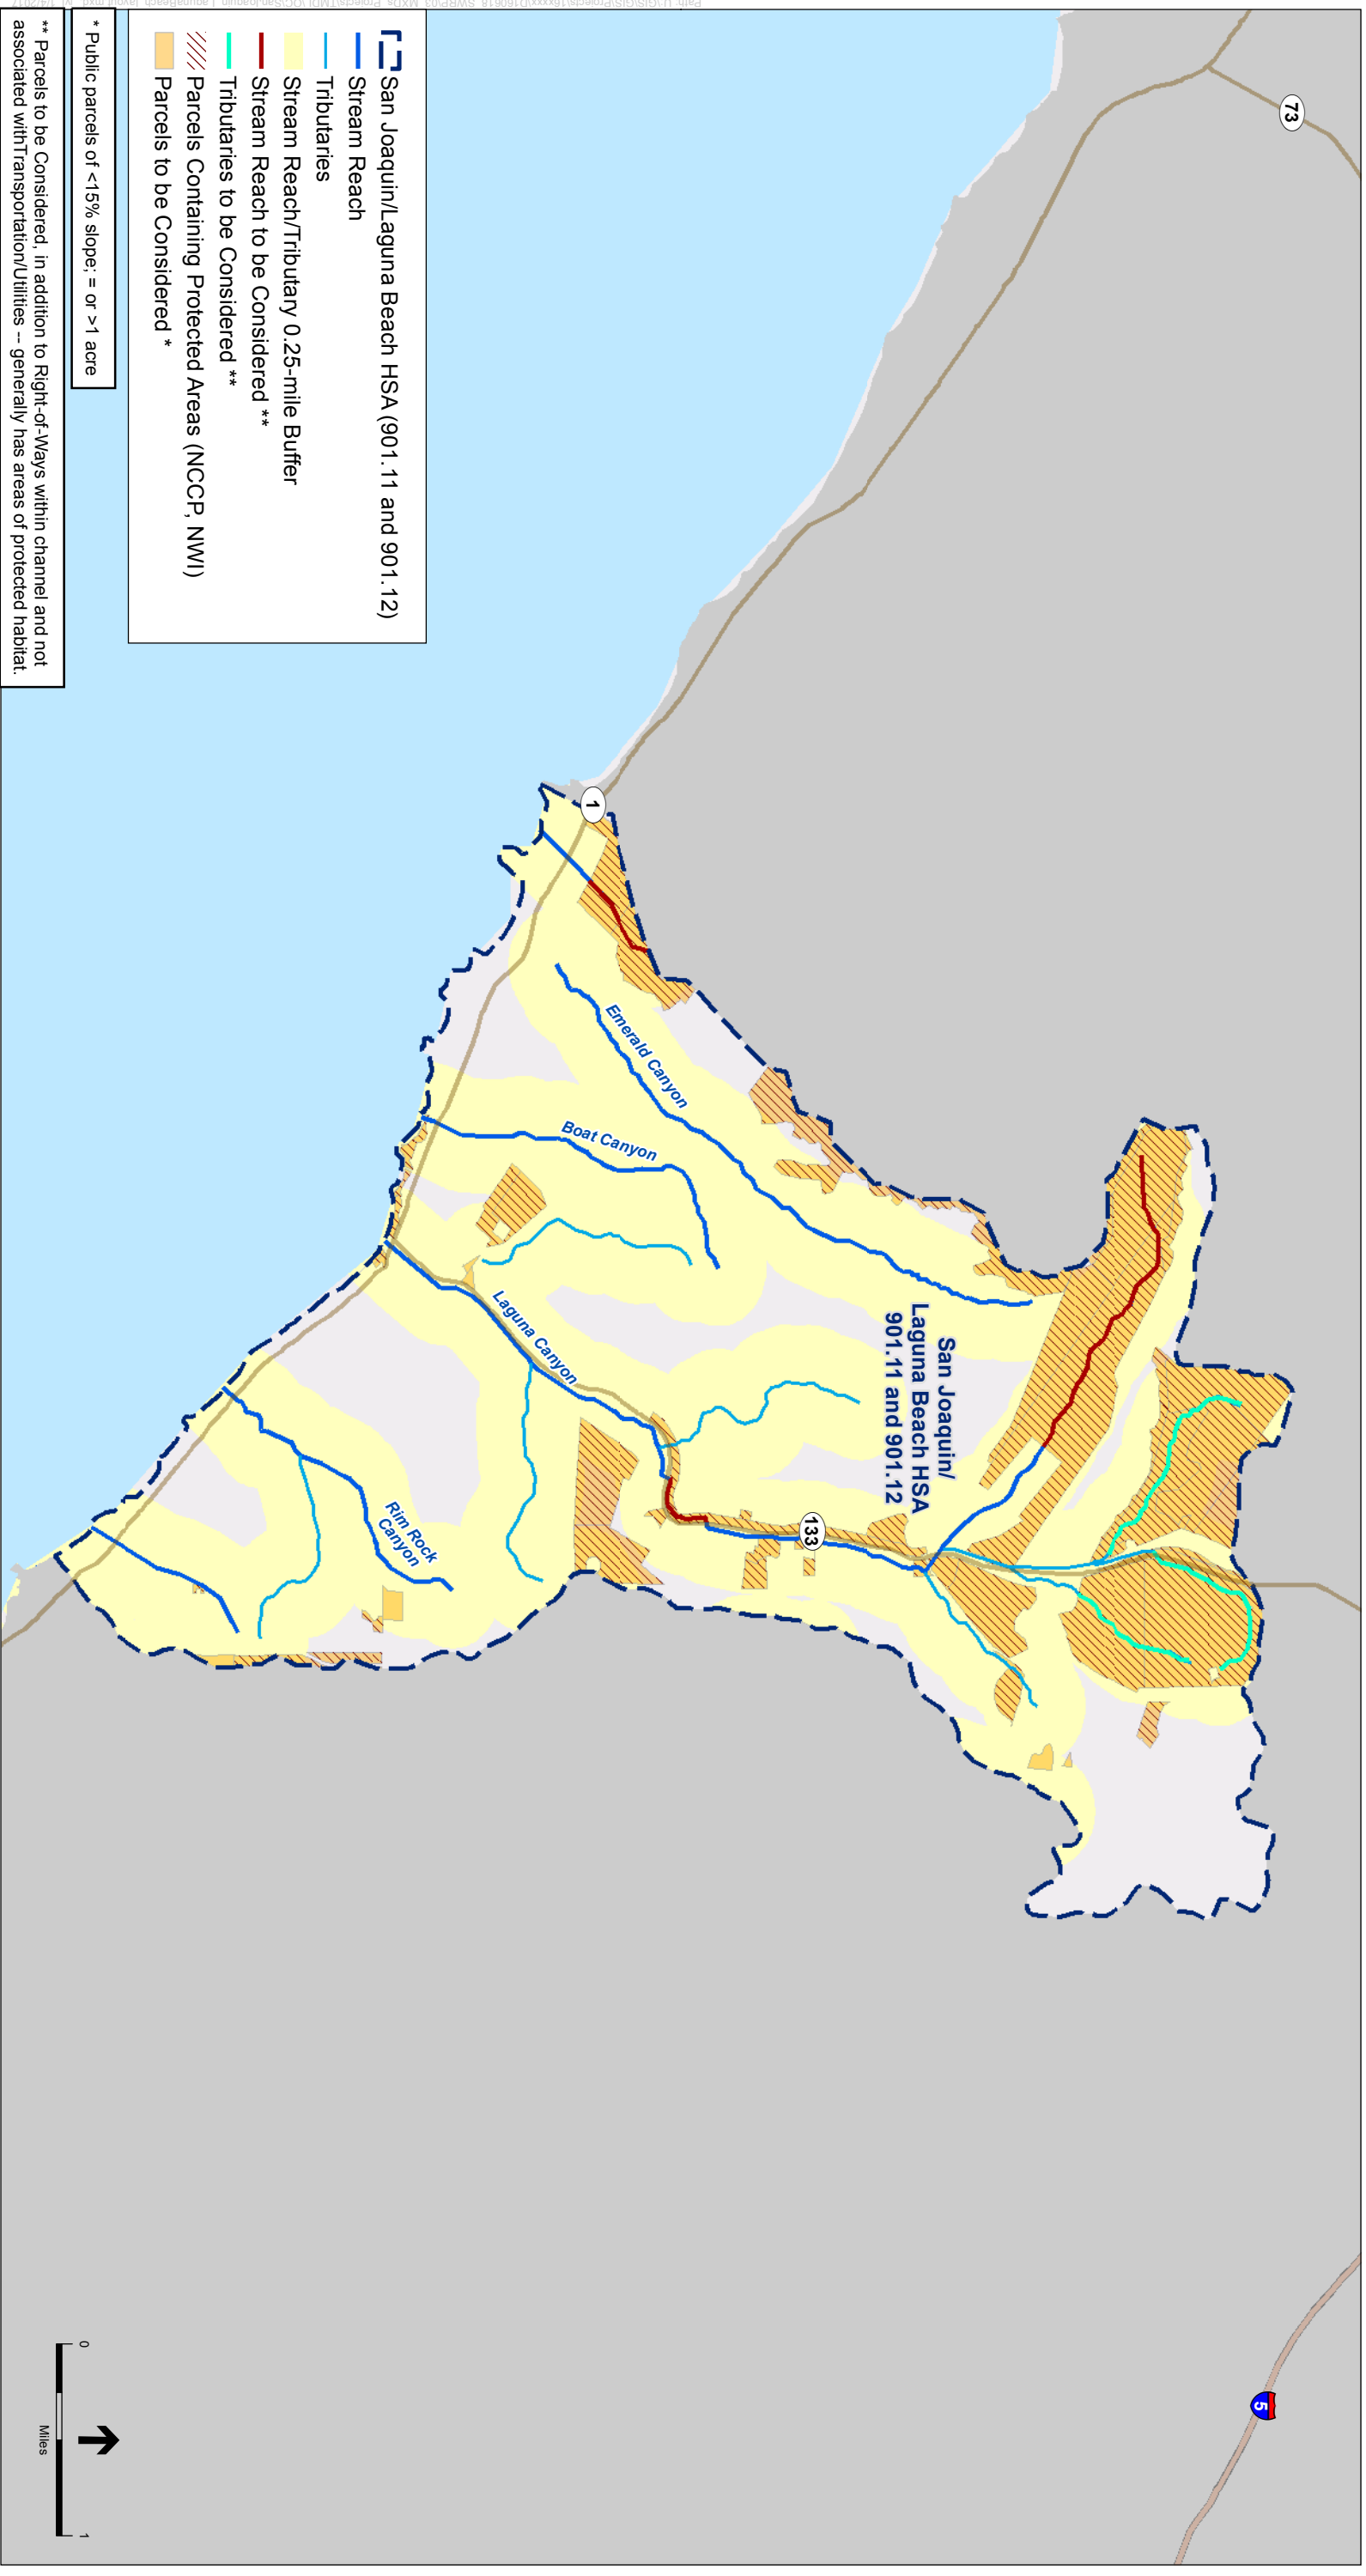 73
1
5
133
San Joaquin/
Laguna Beach HSA
901.11 and 901.12
Emerald Canyon
Boat Canyon
Laguna Canyon
Rim Rock
Canyon
San Joaquin/Laguna Beach HSA (901.11 and 901.12)
Stream Reach
Tributaries
Stream Reach/Tributary 0.25-mile Buffer
Stream Reach to be Considered **
Tributaries to be Considered **
Parcels Containing Protected Areas (NCCP, NWI)
Parcels to be Considered *
* Public parcels of <15% slope; = or >1 acre
** Parcels to be Considered, in addition to Right-of-Ways within channel and not
associated withTransportation/Utilities -- generally has areas of protected habitat.
0
1
Miles